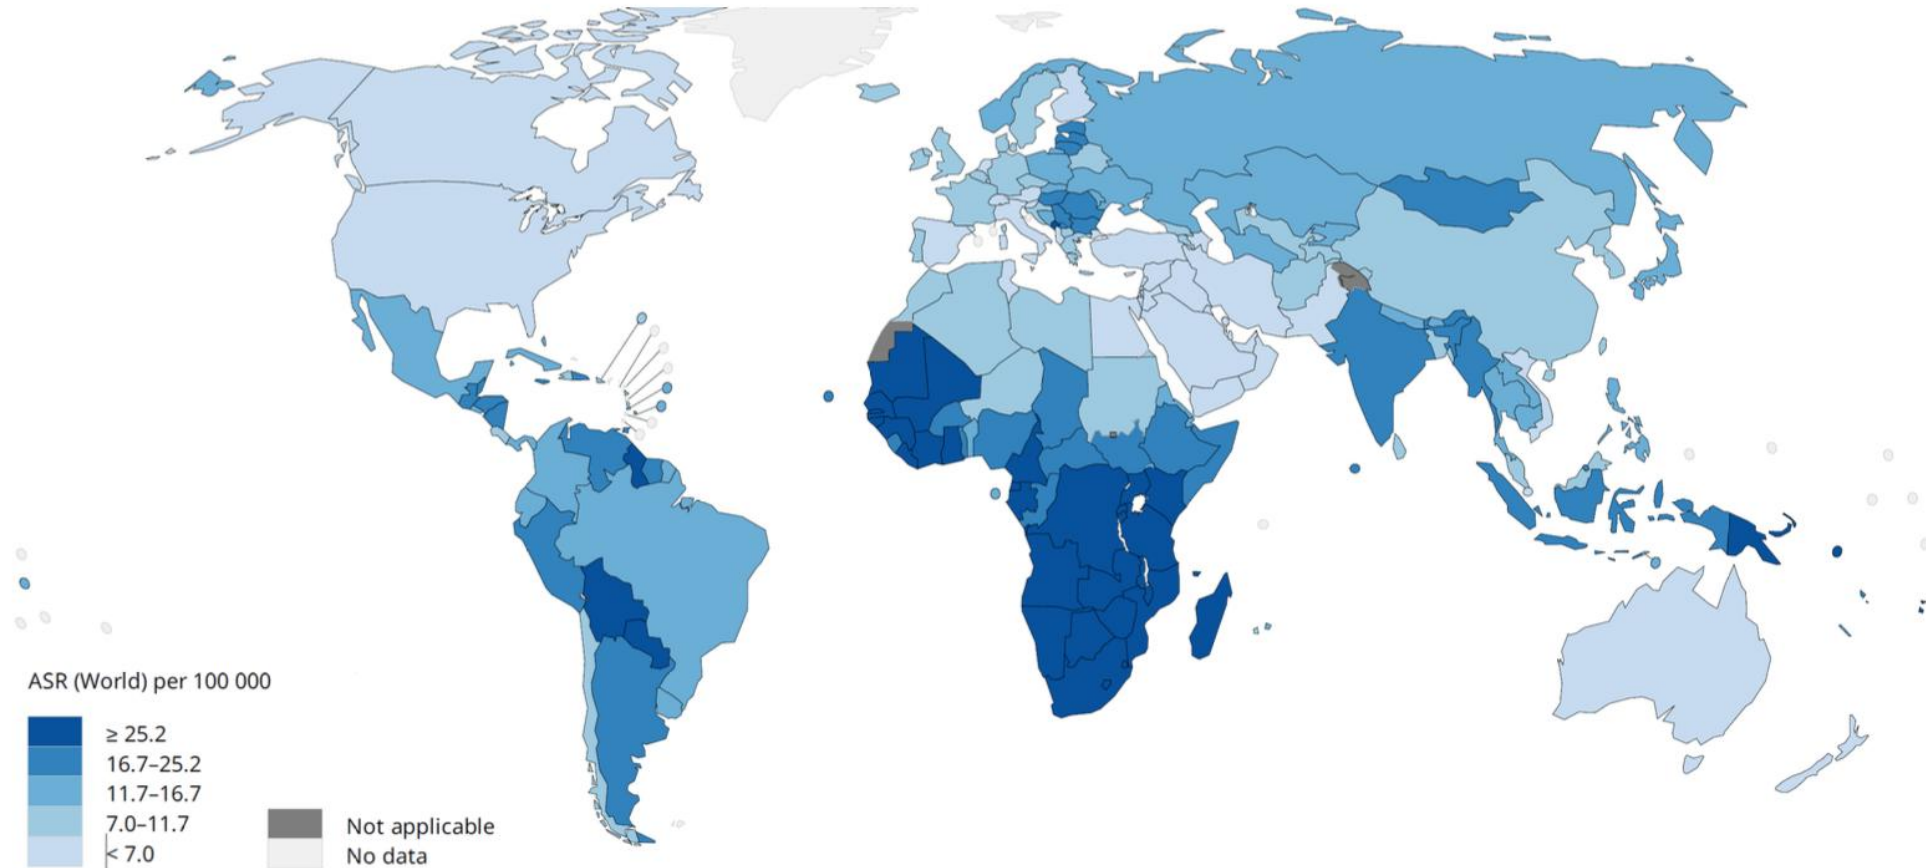 ASR (World) per 100 000
≥ 25.2
16.7–25.2
11.7–16.7
7.0–11.7
< 7.0
Not applicable
No data